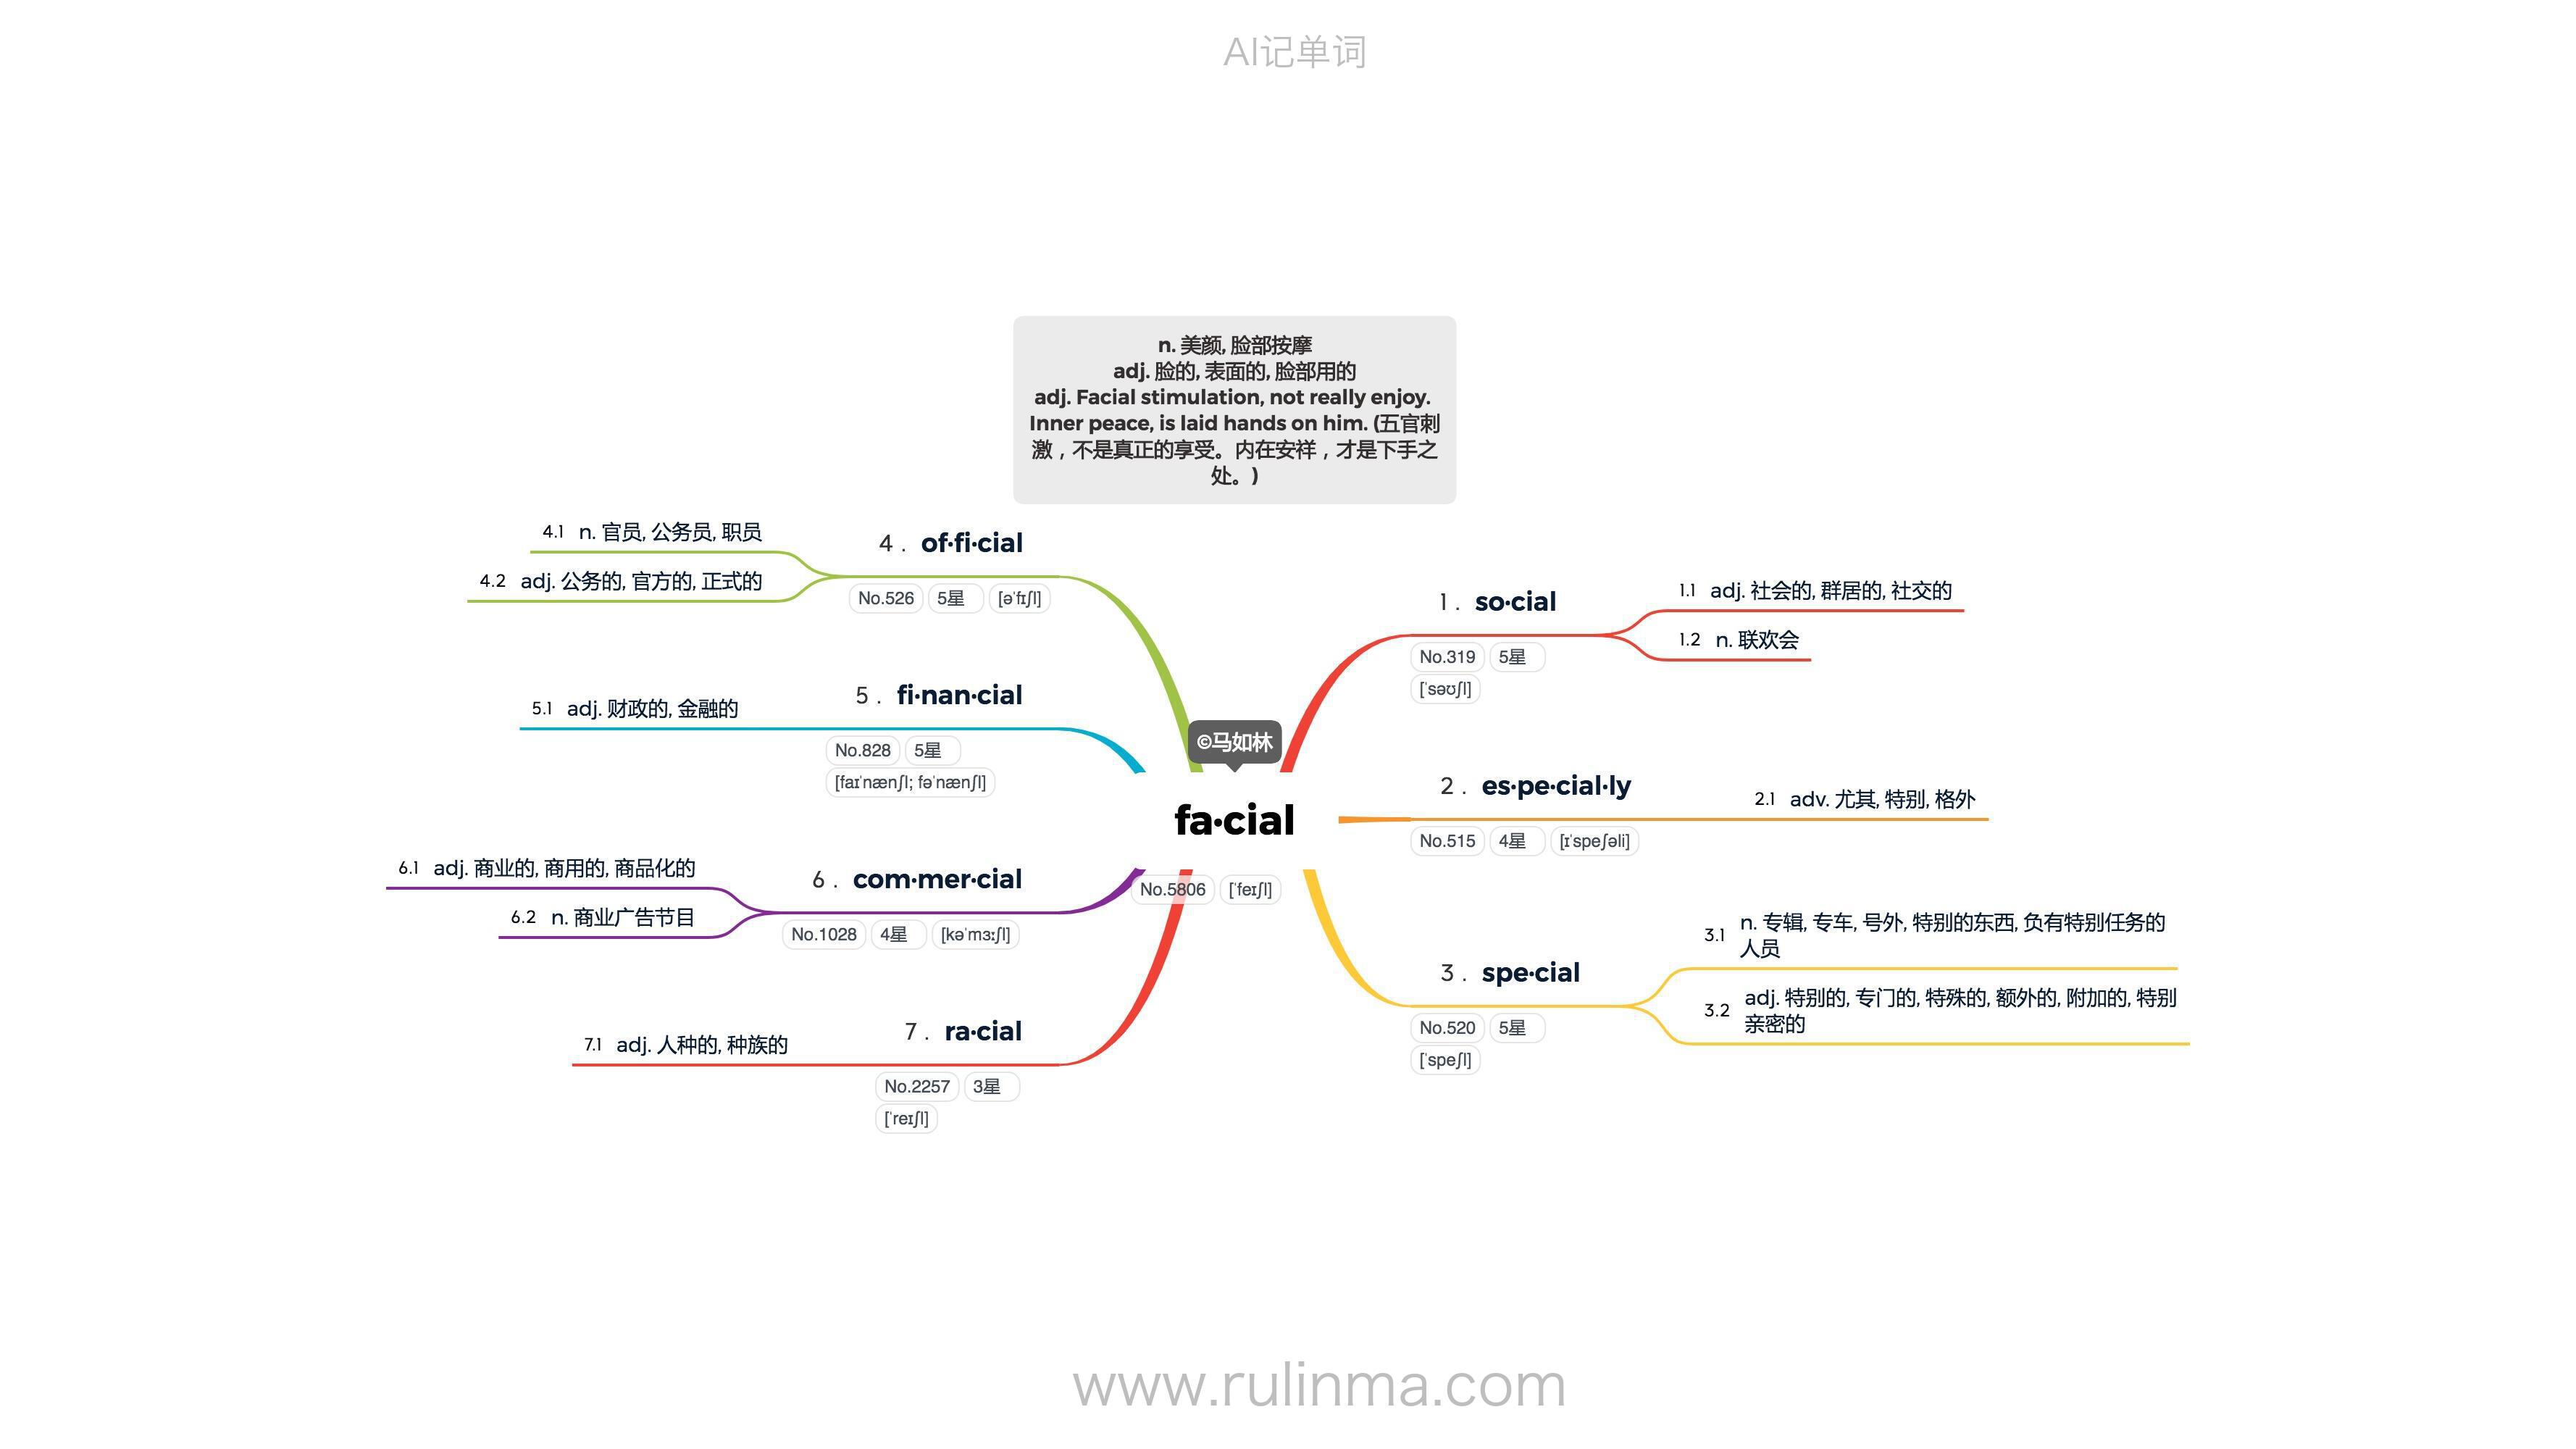 AI记单词
n. 美颜, 脸部按摩
adj. 脸的, 表面的, 脸部用的
adj. Facial stimulation, not really enjoy.
Inner peace, is laid hands on him. (五官刺
激，不是真正的享受。内在安祥，才是下手之
处。)
©马如林
fa·cial
No.5806 [ˈfeɪʃl]
1. so·cial
No.319 5星
[ˈsəʊʃl]
1.1 adj. 社会的, 群居的, 社交的
1.2 n. 联欢会
2. es·pe·cial·ly
No.515 4星 [ɪˈspeʃəli]
2.1 adv. 尤其, 特别, 格外
3. spe·cial
No.520 5星
[ˈspeʃl]
3.1 n. 专辑, 专车, 号外, 特别的东西, 负有特别任务的
人员
3.2 adj. 特别的, 专门的, 特殊的, 额外的, 附加的, 特别
亲密的
4. of·fi·cial
No.526 5星 [əˈfɪʃl]
4.1 n. 官员, 公务员, 职员
4.2 adj. 公务的, 官方的, 正式的
5. fi·nan·cial
No.828 5星
[faɪˈnænʃl; fəˈnænʃl]
5.1 adj. 财政的, 金融的
6. com·mer·cial
No.1028 4星 [kəˈmɜːʃl]
6.1 adj. 商业的, 商用的, 商品化的
6.2 n. 商业广告节目
7. ra·cial
No.2257 3星
[ˈreɪʃl]
7.1 adj. 人种的, 种族的
www.rulinma.com